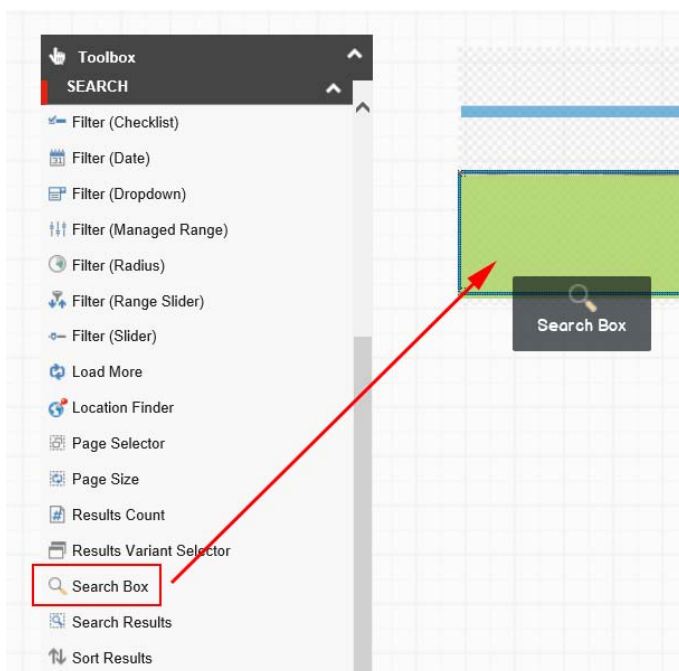 Toolbox
SEARCH
Filter (Checklist)
Filter (Date)
Filter (Dropdown)
Filter (Managed Range)
Filter (Radius)
Filter (Range Slider)
Filter (Slider)
Load More
Location Finder
Page Selector
Page Size
Results Count
Results Variant Selector
Search Box
Search Results
Sort Results
Search Box